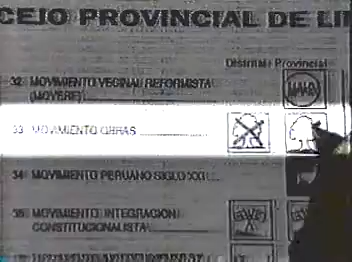 CEJO PROVINCIAL DE LI
Distrital Provincial
32 MOVIMIENTO VECINAL REFORMISTA
(MOVERE)
33 MOVIMIENTO OBRAS
34 MOVIMIENTO PERUANO SIGLO XXI
35 MOVIMIENTO INTEGRACION
CONSTITUCIONALISTA